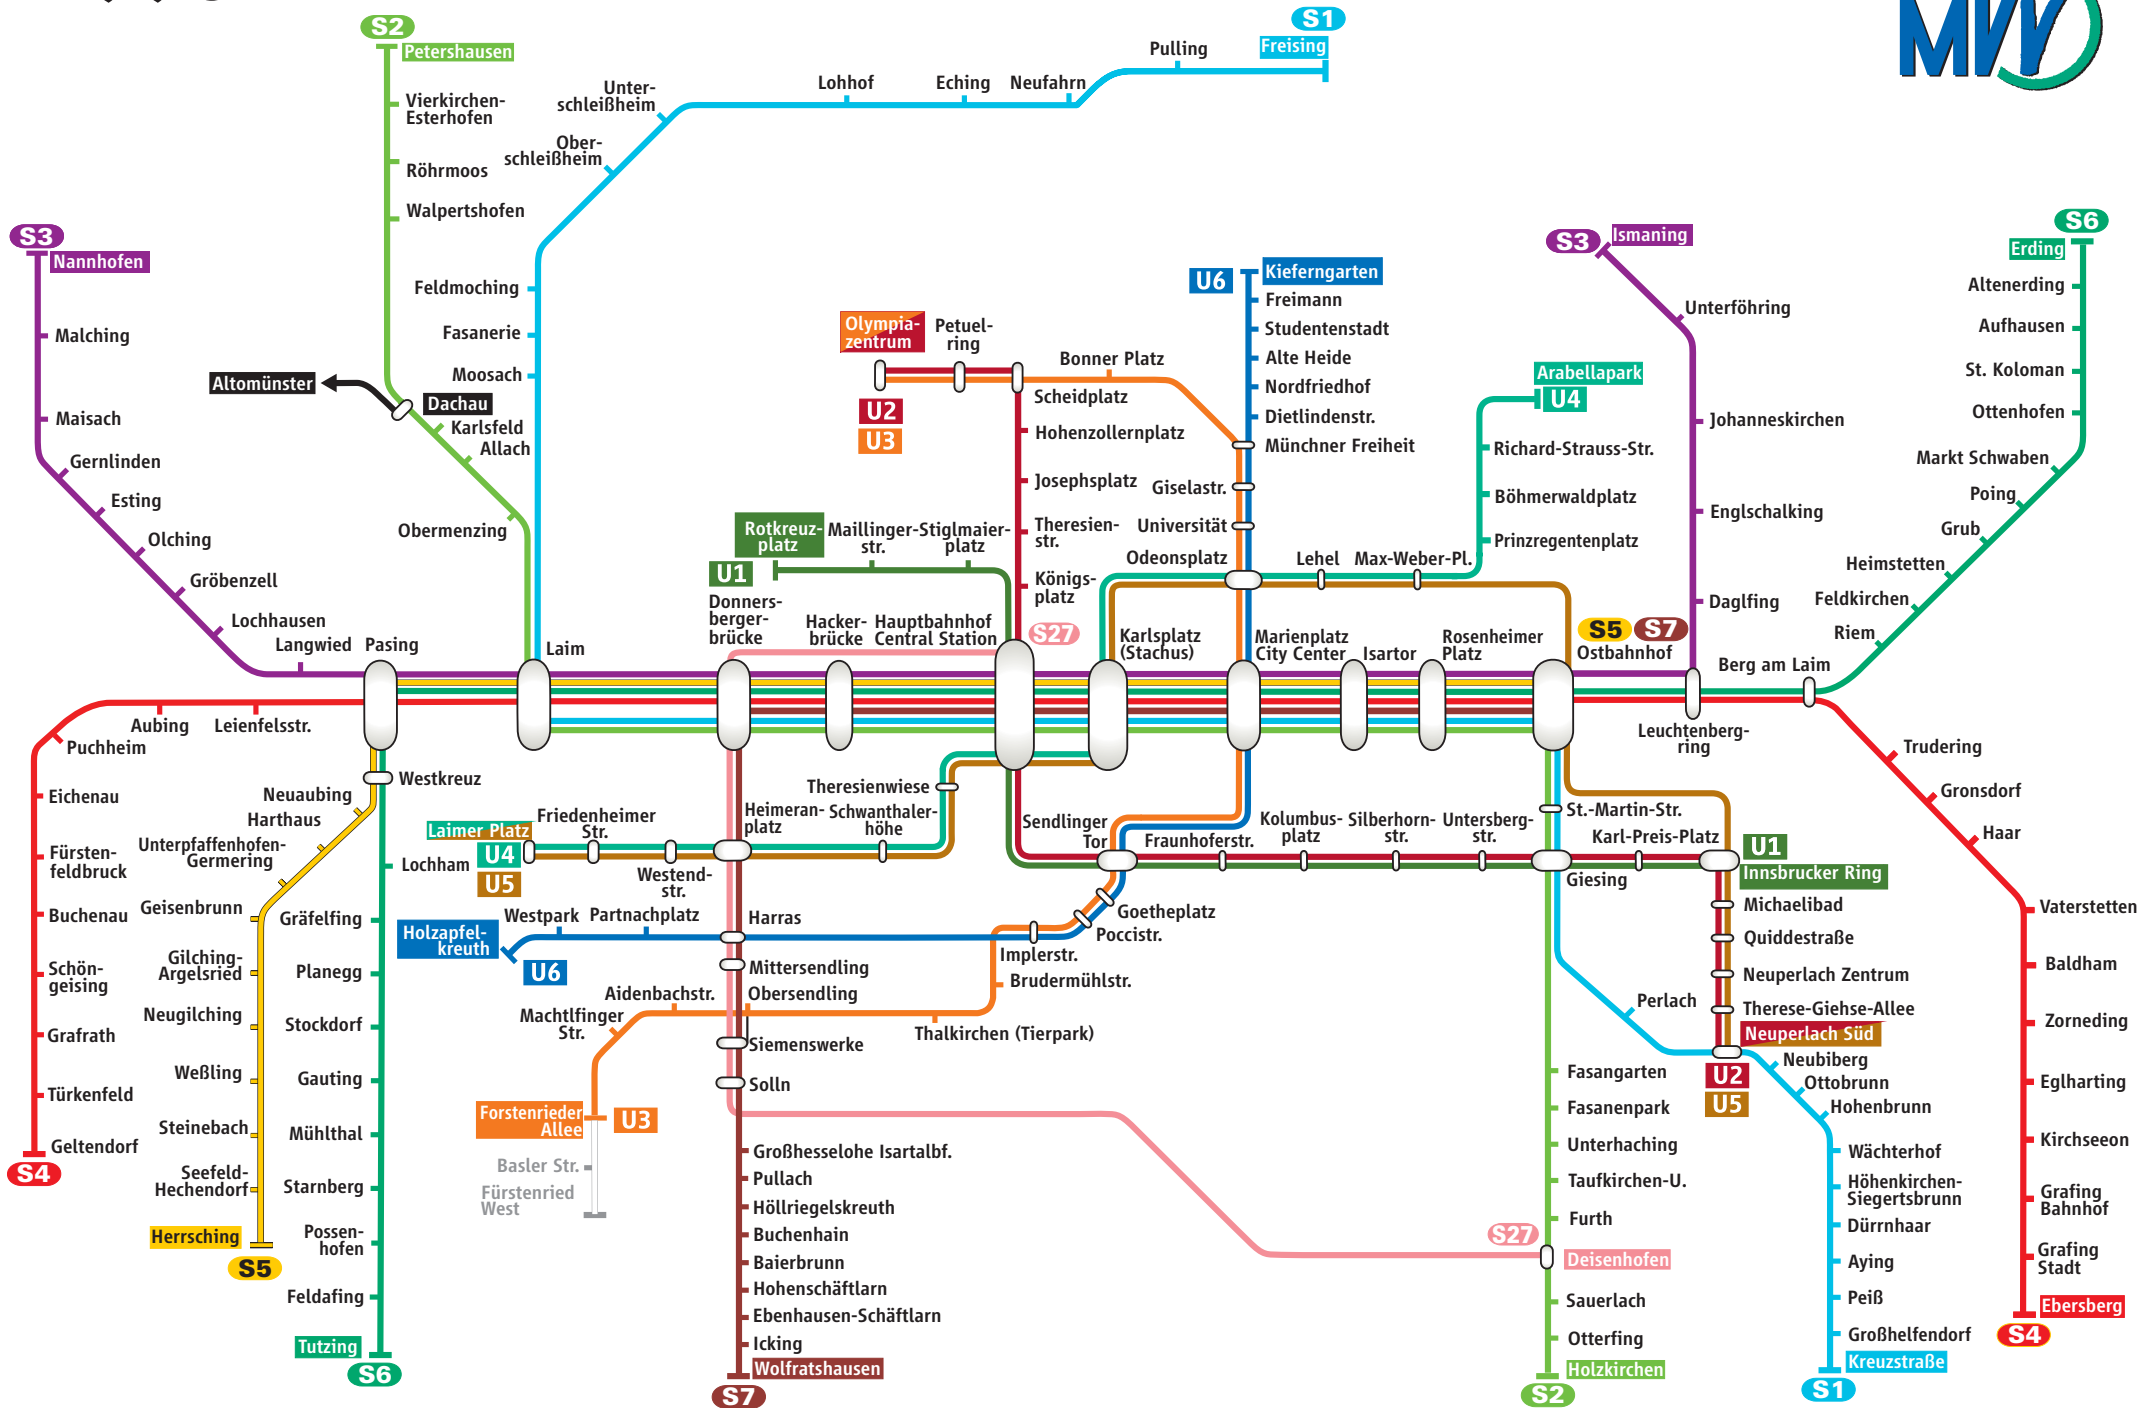 S2
Petershausen
Vierkirchen-
Esterhofen
Röhrmoos
Walpertshofen
S1
Freising
Pulling
Neufahrn
Eching
Lohhof
Unter-
schleißheim
Ober-
schleißheim
Feldmoching
Fasanerie
Moosach
MVV
S3
Nannhofen
Malching
Maisach
Gernlinden
Esting
Olching
Gröbenzell
Lochhausen
Langwied
Pasing
Altomünster
Dachau
Karlsfeld
Allach
Obermenzing
Laim
Olympia-
zentrum
Petuel-
ring
U2
U3
Scheidplatz
Bonner Platz
Hohenzollernplatz
Josephsplatz
Theresien-
str.
Königs-
platz
U6
Kieferngarten
Freimann
Studentenstadt
Alte Heide
Nordfriedhof
Dietlindenstr.
Münchner Freiheit
Giselastr.
Universität
Odeonsplatz
Lehel
Max-Weber-Pl.
Arabellapark
U4
Richard-Strauss-Str.
Böhmerwaldplatz
Prinzregentenplatz
S3
Ismaning
Unterföhring
Johanneskirchen
Englschalking
Daglfing
S6
Erding
Altenerding
Aufhausen
St. Koloman
Ottenhofen
Markt Schwaben
Poing
Grub
Heimstetten
Feldkirchen
Riem
Berg am Laim
Rotkreuz-
platz
Maillinger-
str.
Stiglmaier-
platz
U1
Donners-
berger-
brücke
Hacker-
brücke
Hauptbahnhof
Central Station
S27
Karlsplatz
(Stachus)
Marienplatz
City Center
Isartor
Rosenheimer
Platz
S5
S7
Ostbahnhof
Leuchtenberg-
ring
Aubing
Leienfelsstr.
Puchheim
Eichenau
Fürsten-
feldbruck
Buchenau
Schön-
geising
Grafrath
Türkenfeld
Geltendorf
S4
Westkreuz
Neuaubing
Harthaus
Unterpfaffenhofen-
Germering
Geisenbrunn
Gilching-
Argelsried
Neugilching
Weßling
Steinebach
Seefeld-
Hechendorf
Herrsching
S5
Lochham
Gräfelfing
Planegg
Stockdorf
Gauting
Mühlthal
Starnberg
Possen-
hofen
Feldafing
Tutzing
S6
Laimer Platz
U4
U5
Friedenheimer
Str.
Westend-
str.
Heimeran-
platz
Schwanthaler-
höhe
Theresienwiese
Holzapfel-
kreuth
U6
Westpark
Partnachplatz
Harras
Mittersendling
Obersendling
Aidenbachstr.
Machtlfinger
Str.
Siemenswerke
Solln
Forstenrieder
Allee
U3
Basler Str.
Fürstenried
West
Großhesselohe Isartalbf.
Pullach
Höllriegelskreuth
Buchenhain
Baierbrunn
Hohenschäftlarn
Ebenhausen-Schäftlarn
Icking
Wolfratshausen
S7
Sendlinger
Tor
Goetheplatz
Poccistr.
Implerstr.
Brudermühlstr.
Thalkirchen (Tierpark)
Fraunhoferstr.
Kolumbus-
platz
Silberhorn-
str.
Untersberg-
str.
St.-Martin-Str.
Karl-Preis-Platz
Giesing
U1
Innsbrucker Ring
Michaelibad
Quiddestraße
Neuperlach Zentrum
Therese-Giehse-Allee
Neuperlach Süd
U2
U5
Perlach
Neubiberg
Ottobrunn
Hohenbrunn
Wächterhof
Höhenkirchen-
Siegertsbrunn
Dürrnhaar
Aying
Peiß
Großhelfendorf
Kreuzstraße
S1
Fasangarten
Fasanenpark
Unterhaching
Taufkirchen-U.
Furth
S27
Deisenhofen
Sauerlach
Otterfing
Holzkirchen
S2
Trudering
Gronsdorf
Haar
Vaterstetten
Baldham
Zorneding
Eglharting
Kirchseeon
Grafing
Bahnhof
Grafing
Stadt
Ebersberg
S4